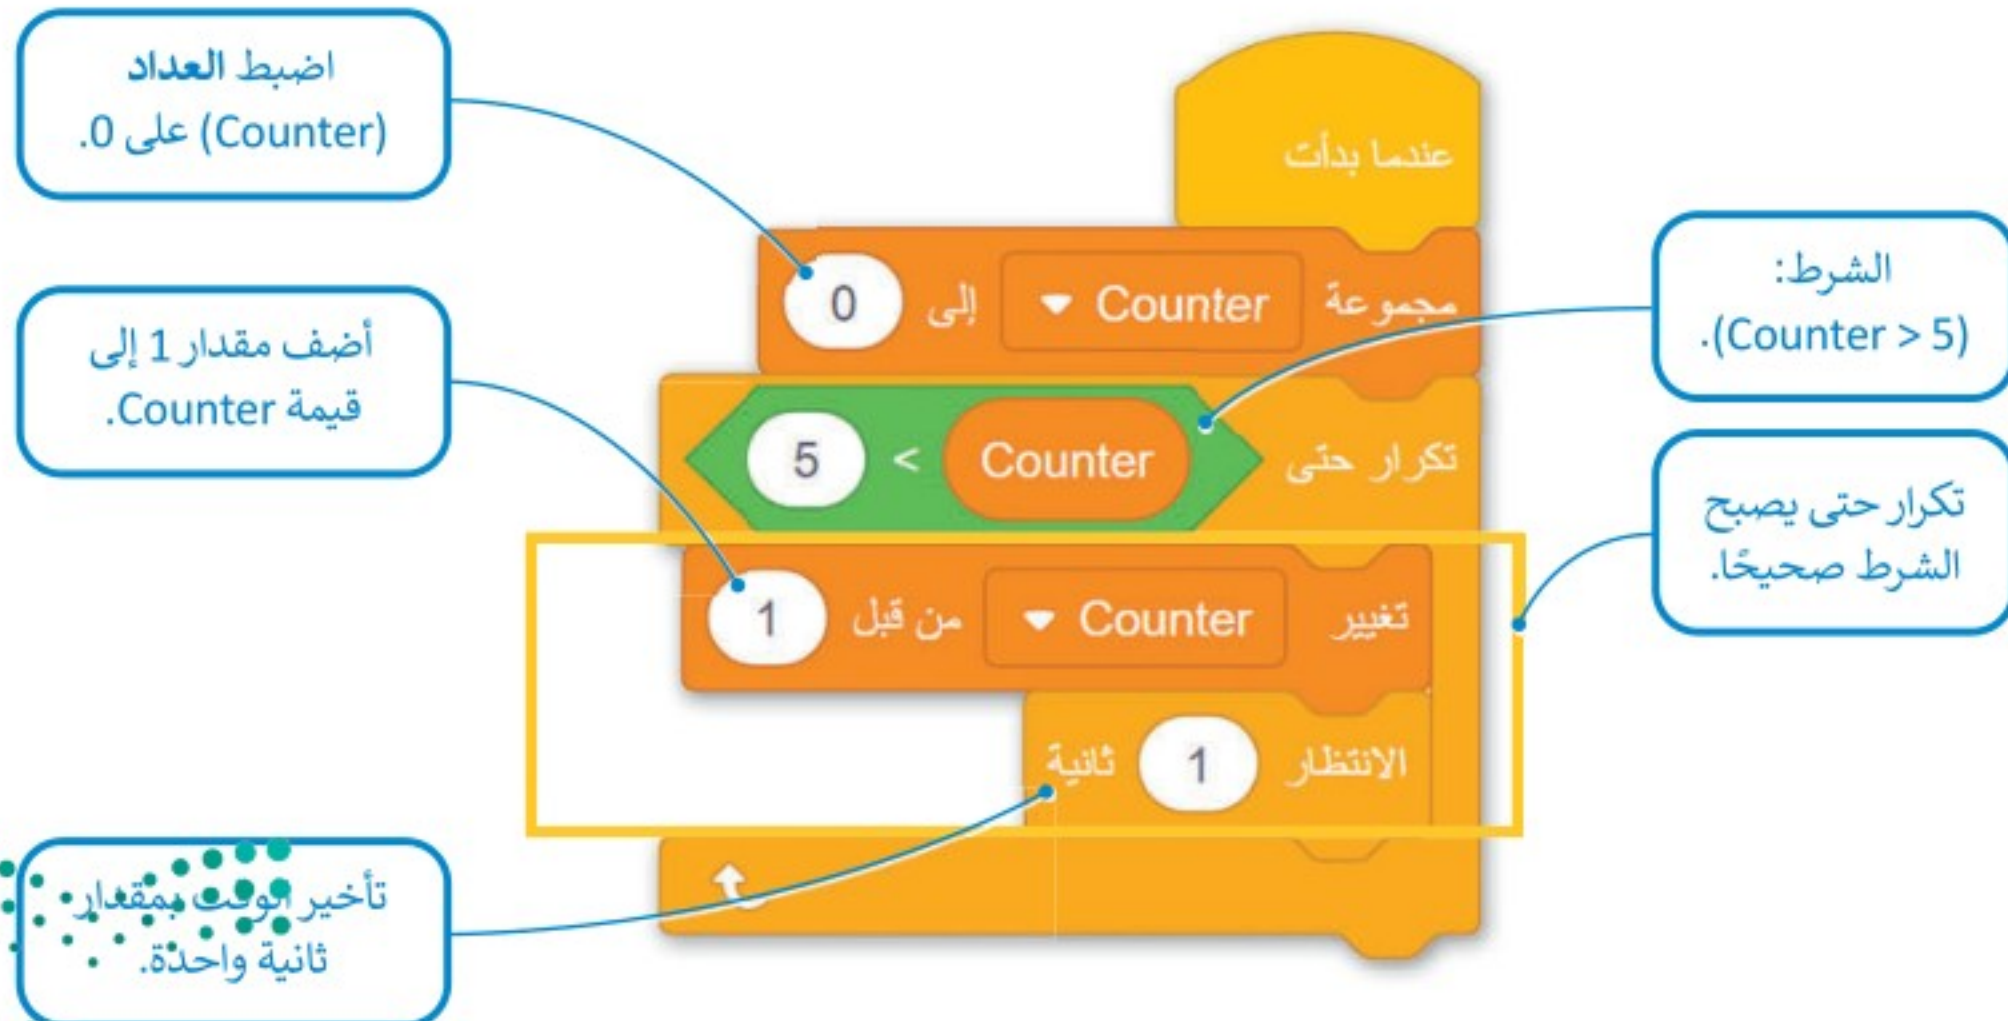 اضبط العداد
(Counter) على 0.
عندما بدأت
مجموعة Counter إلى 0
الشرط:
(Counter > 5).
أضف مقدار 1 إلى
قيمة Counter.
تكرار حتى Counter < 5
تكرار حتى يصبح
الشرط صحيحًا.
تغيير Counter من قبل 1
الانتظار 1 ثانية
تأخير الوقت بمقدار
ثانية واحدة.